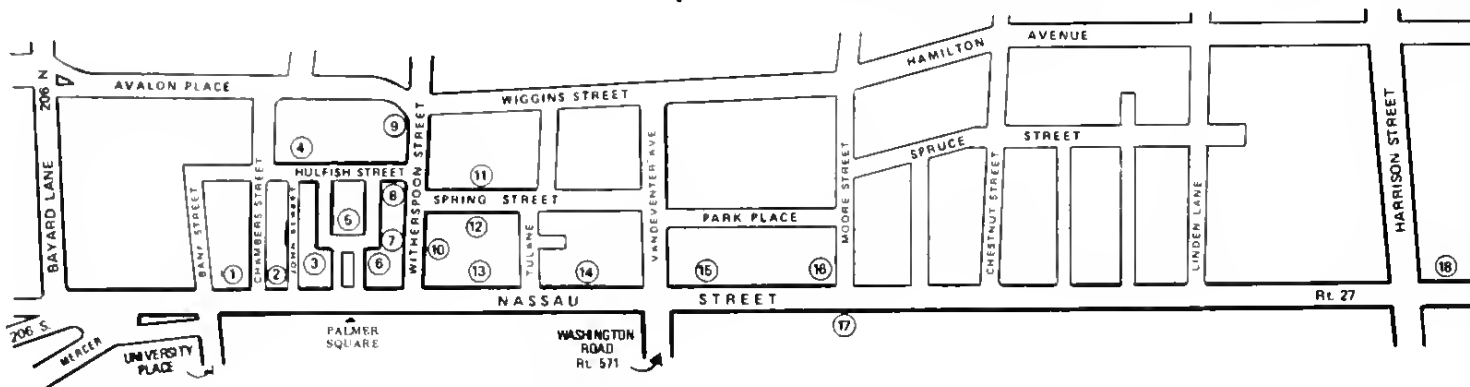 HAMILTON AVENUE
206 N
AVALON PLACE
WIGGINS STREET
9
4
SPRUCE STREET
HULFISH STREET
11
8
SPHING STREET
5
PARK PLACE
12
7
10
BAYARD LANE
BANK STREET
CHAMBERS STREET
JOHN STREET
WITHERSPOON STREET
TULANE
VANDEVENTER AVE
MOORE STREET
CHESTNUT STREET
LINDEN LANE
HARRISON STREET
1
2
3
6
13
14
15
16
18
NASSAU STREET
Rt. 27
206 S.
MERCER
UNIVERSITY
PLACE
PALMER
SQUARE
WASHINGTON
ROAD
Rt. 571
17